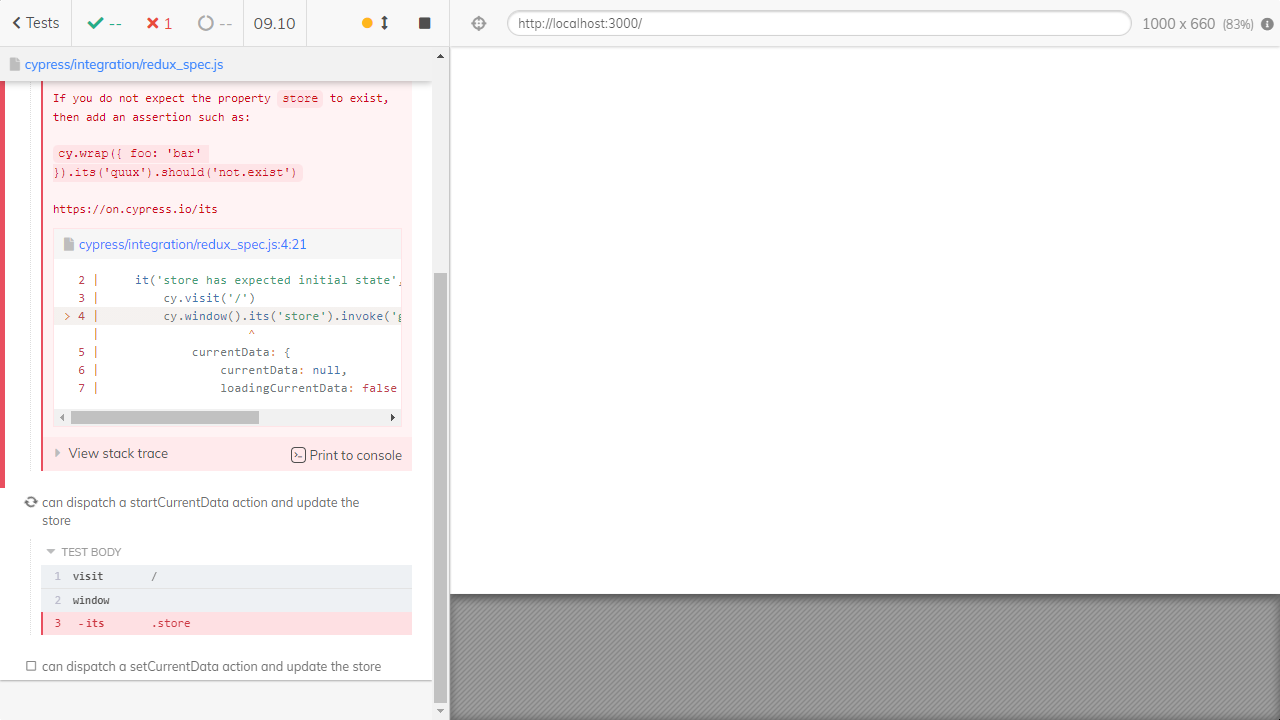 Tests
--
1
--
09.10
http://localhost:3000/
1000 x 660 (83%)
cypress/integration/redux_spec.js
If you do not expect the property store to exist,
then add an assertion such as:
cy.wrap({ foo: 'bar'
}).its('quux').should('not.exist')
https://on.cypress.io/its
cypress/integration/redux_spec.js:4:21
2 | it('store has expected initial state',
3 | cy.visit('/')
> 4 | cy.window().its('store').invoke('g
| ^
5 | currentData: {
6 | currentData: null,
7 | loadingCurrentData: false
View stack trace
Print to console
can dispatch a startCurrentData action and update the
store
TEST BODY
1 visit /
2 window
3 -its .store
can dispatch a setCurrentData action and update the store